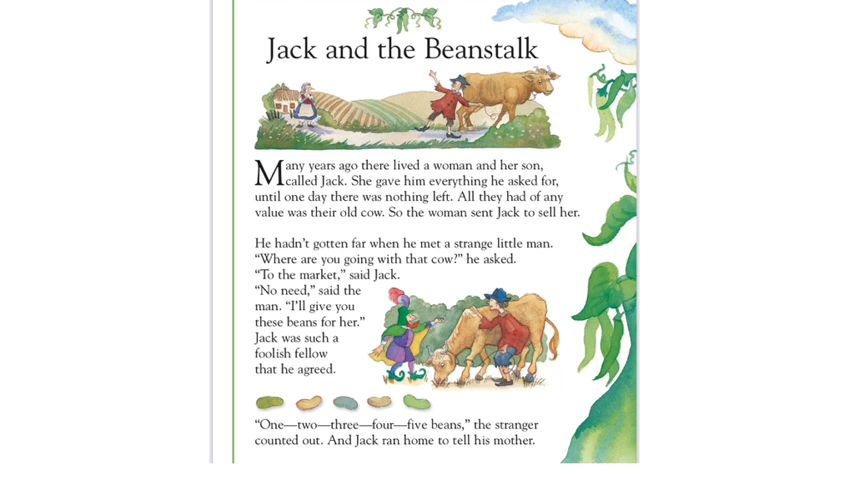 Jack and the Beanstalk
Many years ago there lived a woman and her son,
called Jack. She gave him everything he asked for,
until one day there was nothing left. All they had of any
value was their old cow. So the woman sent Jack to sell her.
He hadn't gotten far when he met a strange little man.
“Where are you going with that cow?” he asked.
“To the market,” said Jack.
“No need,” said the
man. “I'll give you
these beans for her.”
Jack was such a
foolish fellow
that he agreed.
“One—two—three—four—five beans,” the stranger
counted out. And Jack ran home to tell his mother.